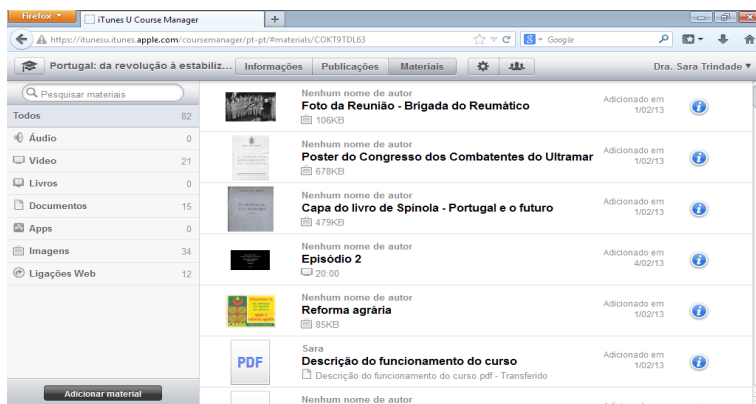 Firefox
iTunes U Course Manager
https://itunesu.itunes.apple.com/coursemanager/pt-pt/#materials/COKT9TDL63
Google
Portugal: da revolução à estabiliz...
Informações
Publicações
Materiais
Dra. Sara Trindade
Pesquisar materiais
Todos 82
Áudio 0
Vídeo 21
Livros 0
Documentos 15
Apps 0
Imagens 34
Ligações Web 12
Adicionar material
Nenhum nome de autor
Foto da Reunião - Brigada do Reumático
106KB
Adicionado em
1/02/13
Nenhum nome de autor
Poster do Congresso dos Combatentes do Ultramar
678KB
Adicionado em
1/02/13
Nenhum nome de autor
Capa do livro de Spínola - Portugal e o futuro
479KB
Adicionado em
1/02/13
Nenhum nome de autor
Episódio 2
20:00
Adicionado em
4/02/13
Nenhum nome de autor
Reforma agrária
85KB
Adicionado em
1/02/13
PDF
Sara
Descrição do funcionamento do curso
Descrição do funcionamento do curso.pdf - Transferido
Adicionado em
1/02/13
Nenhum nome de autor